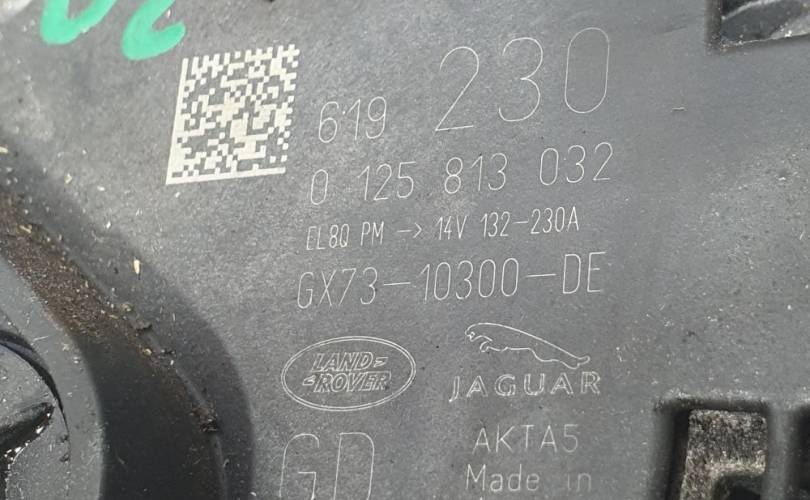 619 230
0 125 813 032
EL8Q PM -> 14V 132-230A
GX73-10300-DE
LAND-
-ROVER
JAGUAR
GD
AKTA5
Made in